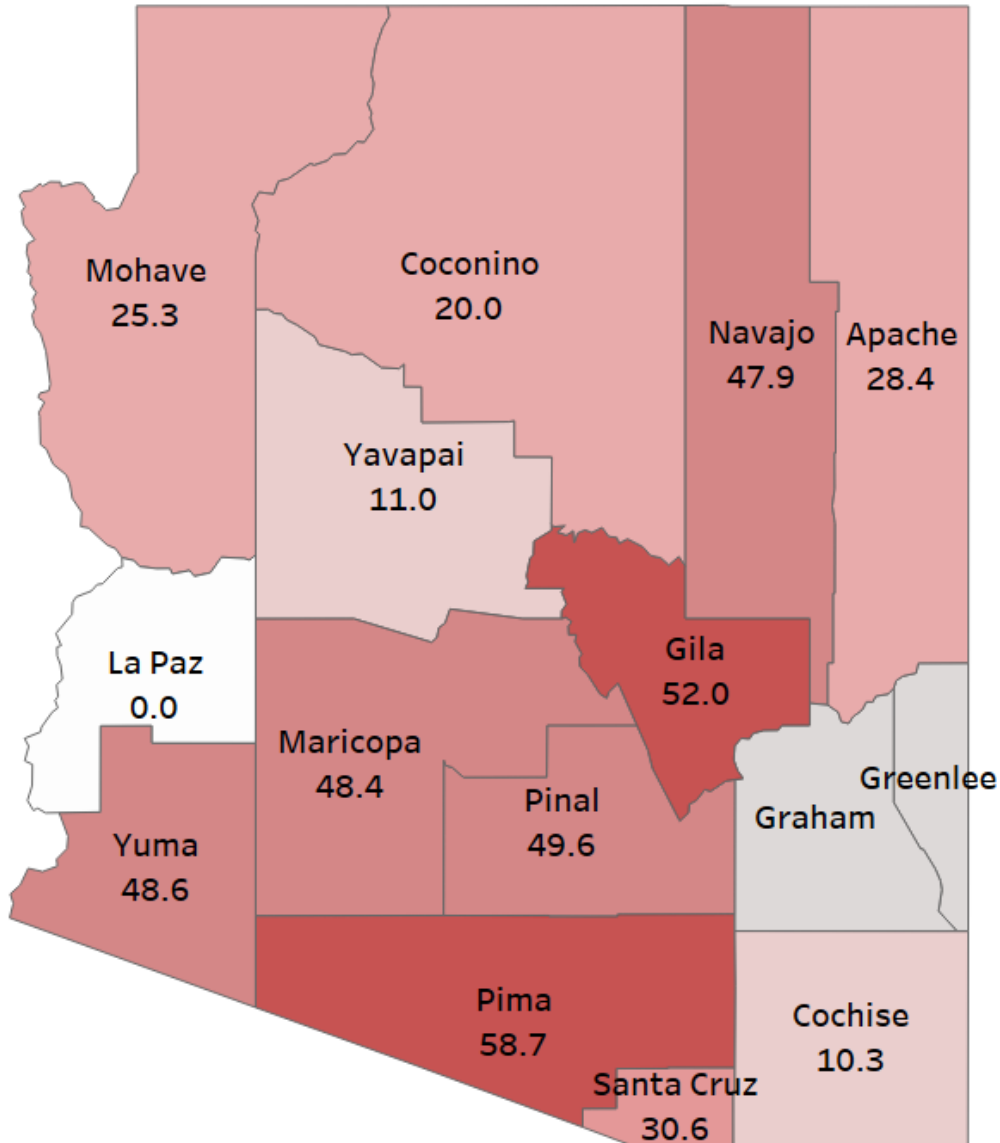 Mohave
25.3
Coconino
20.0
Navajo
47.9
Apache
28.4
Yavapai
11.0
La Paz
0.0
Gila
52.0
Maricopa
48.4
Pinal
49.6
Graham
Greenlee
Yuma
48.6
Pima
58.7
Cochise
10.3
Santa Cruz
30.6